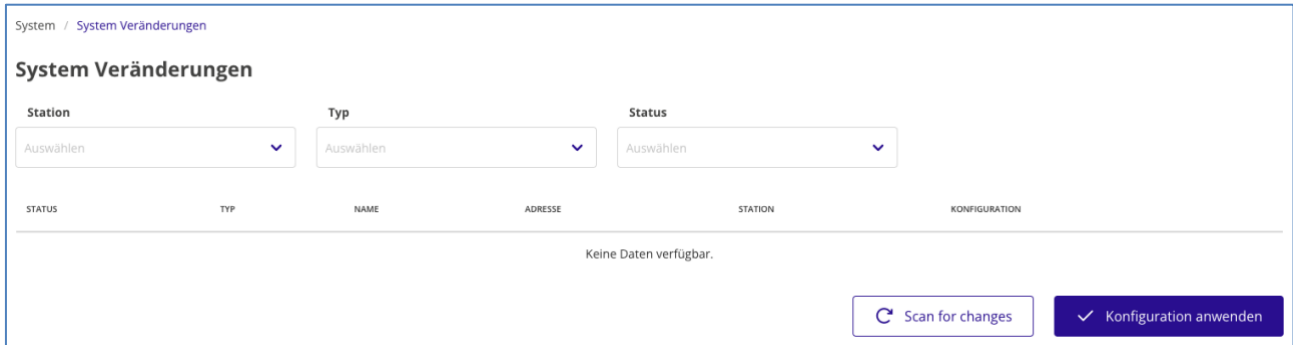 System / System Veränderungen
System Veränderungen
Station Typ Status
Auswählen Auswählen Auswählen
STATUS TYP NAME ADRESSE STATION KONFIGURATION
Keine Daten verfügbar.
Scan for changes Konfiguration anwenden